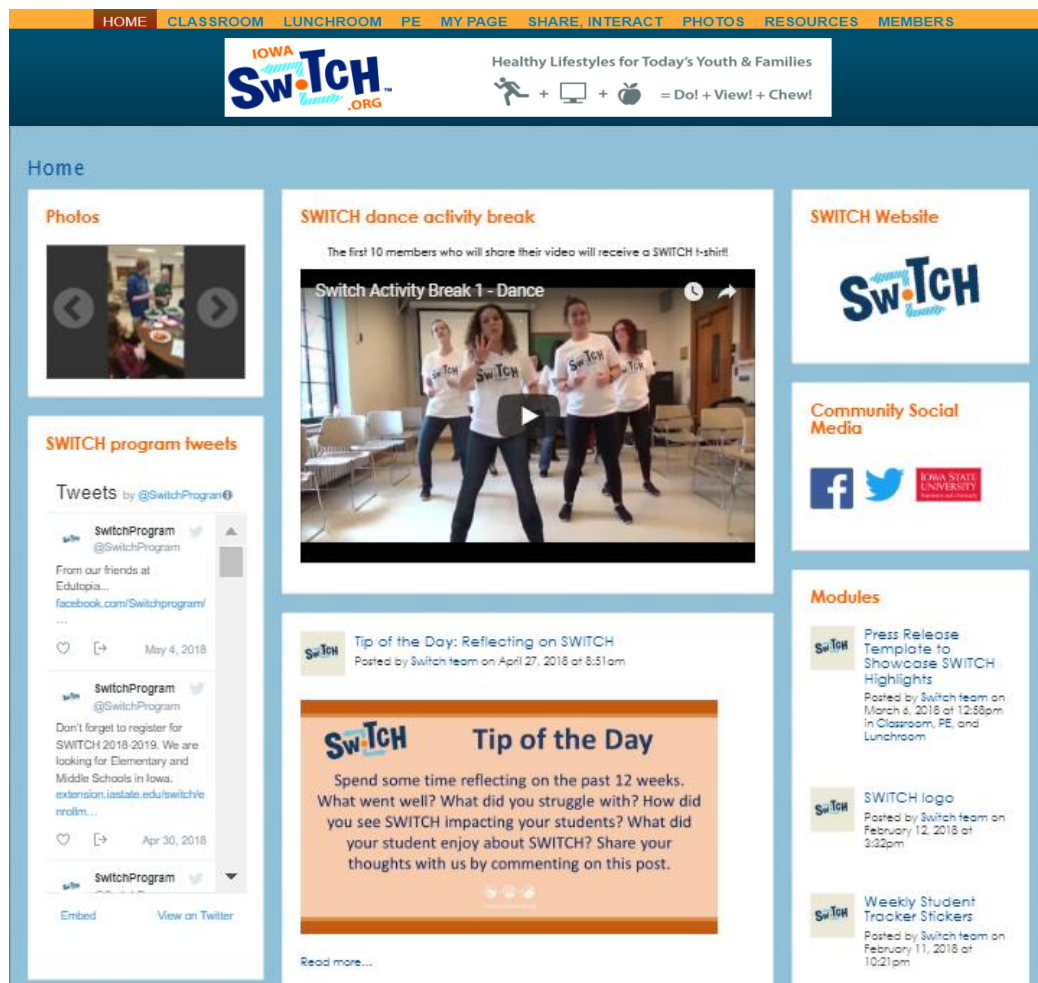 HOME CLASSROOM LUNCHROOM PE MY PAGE SHARE, INTERACT PHOTOS RESOURCES MEMBERS
IOWA
SWITCH™
.ORG
Healthy Lifestyles for Today's Youth & Families
+ + = Do! + View! + Chew!
Home
Photos
SWITCH program tweets
Tweets by @SwitchProgran
SwitchProgram
@SwitchProgram
From our friends at
Edutopia...
facebook.com/Switchprogram/
…
May 4, 2018
SwitchProgram
@SwitchProgram
Don't forget to register for
SWITCH 2018-2019. We are
looking for Elementary and
Middle Schools in Iowa.
extension.iastate.edu/switch/e
nrollm…
Apr 30, 2018
SwitchProgram
Embed View on Twitter
SWITCH dance activity break
The first 10 members who will share their video will receive a SWITCH t-shirt!
Switch Activity Break 1 - Dance
SWITCH
SWITCH
SWITCH
SWITCH
Tip of the Day: Reflecting on SWITCH
Posted by Switch team on April 27, 2018 at 8:51am
SWITCH
SWITCH
Tip of the Day
Spend some time reflecting on the past 12 weeks.
What went well? What did you struggle with? How did
you see SWITCH impacting your students? What did
your student enjoy about SWITCH? Share your
thoughts with us by commenting on this post.
Read more...
SWITCH Website
SWITCH
Community Social
Media
IOWA STATE
UNIVERSITY
Modules
SWITCH
Press Release
Template to
Showcase SWITCH
Highlights
Posted by Switch team on
March 6, 2018 at 12:58pm
in Classroom, PE, and
Lunchroom
SWITCH
SWITCH logo
Posted by Switch team on
February 12, 2018 at
3:32pm
SWITCH
Weekly Student
Tracker Stickers
Posted by Switch team on
February 11, 2018 at
10:21pm